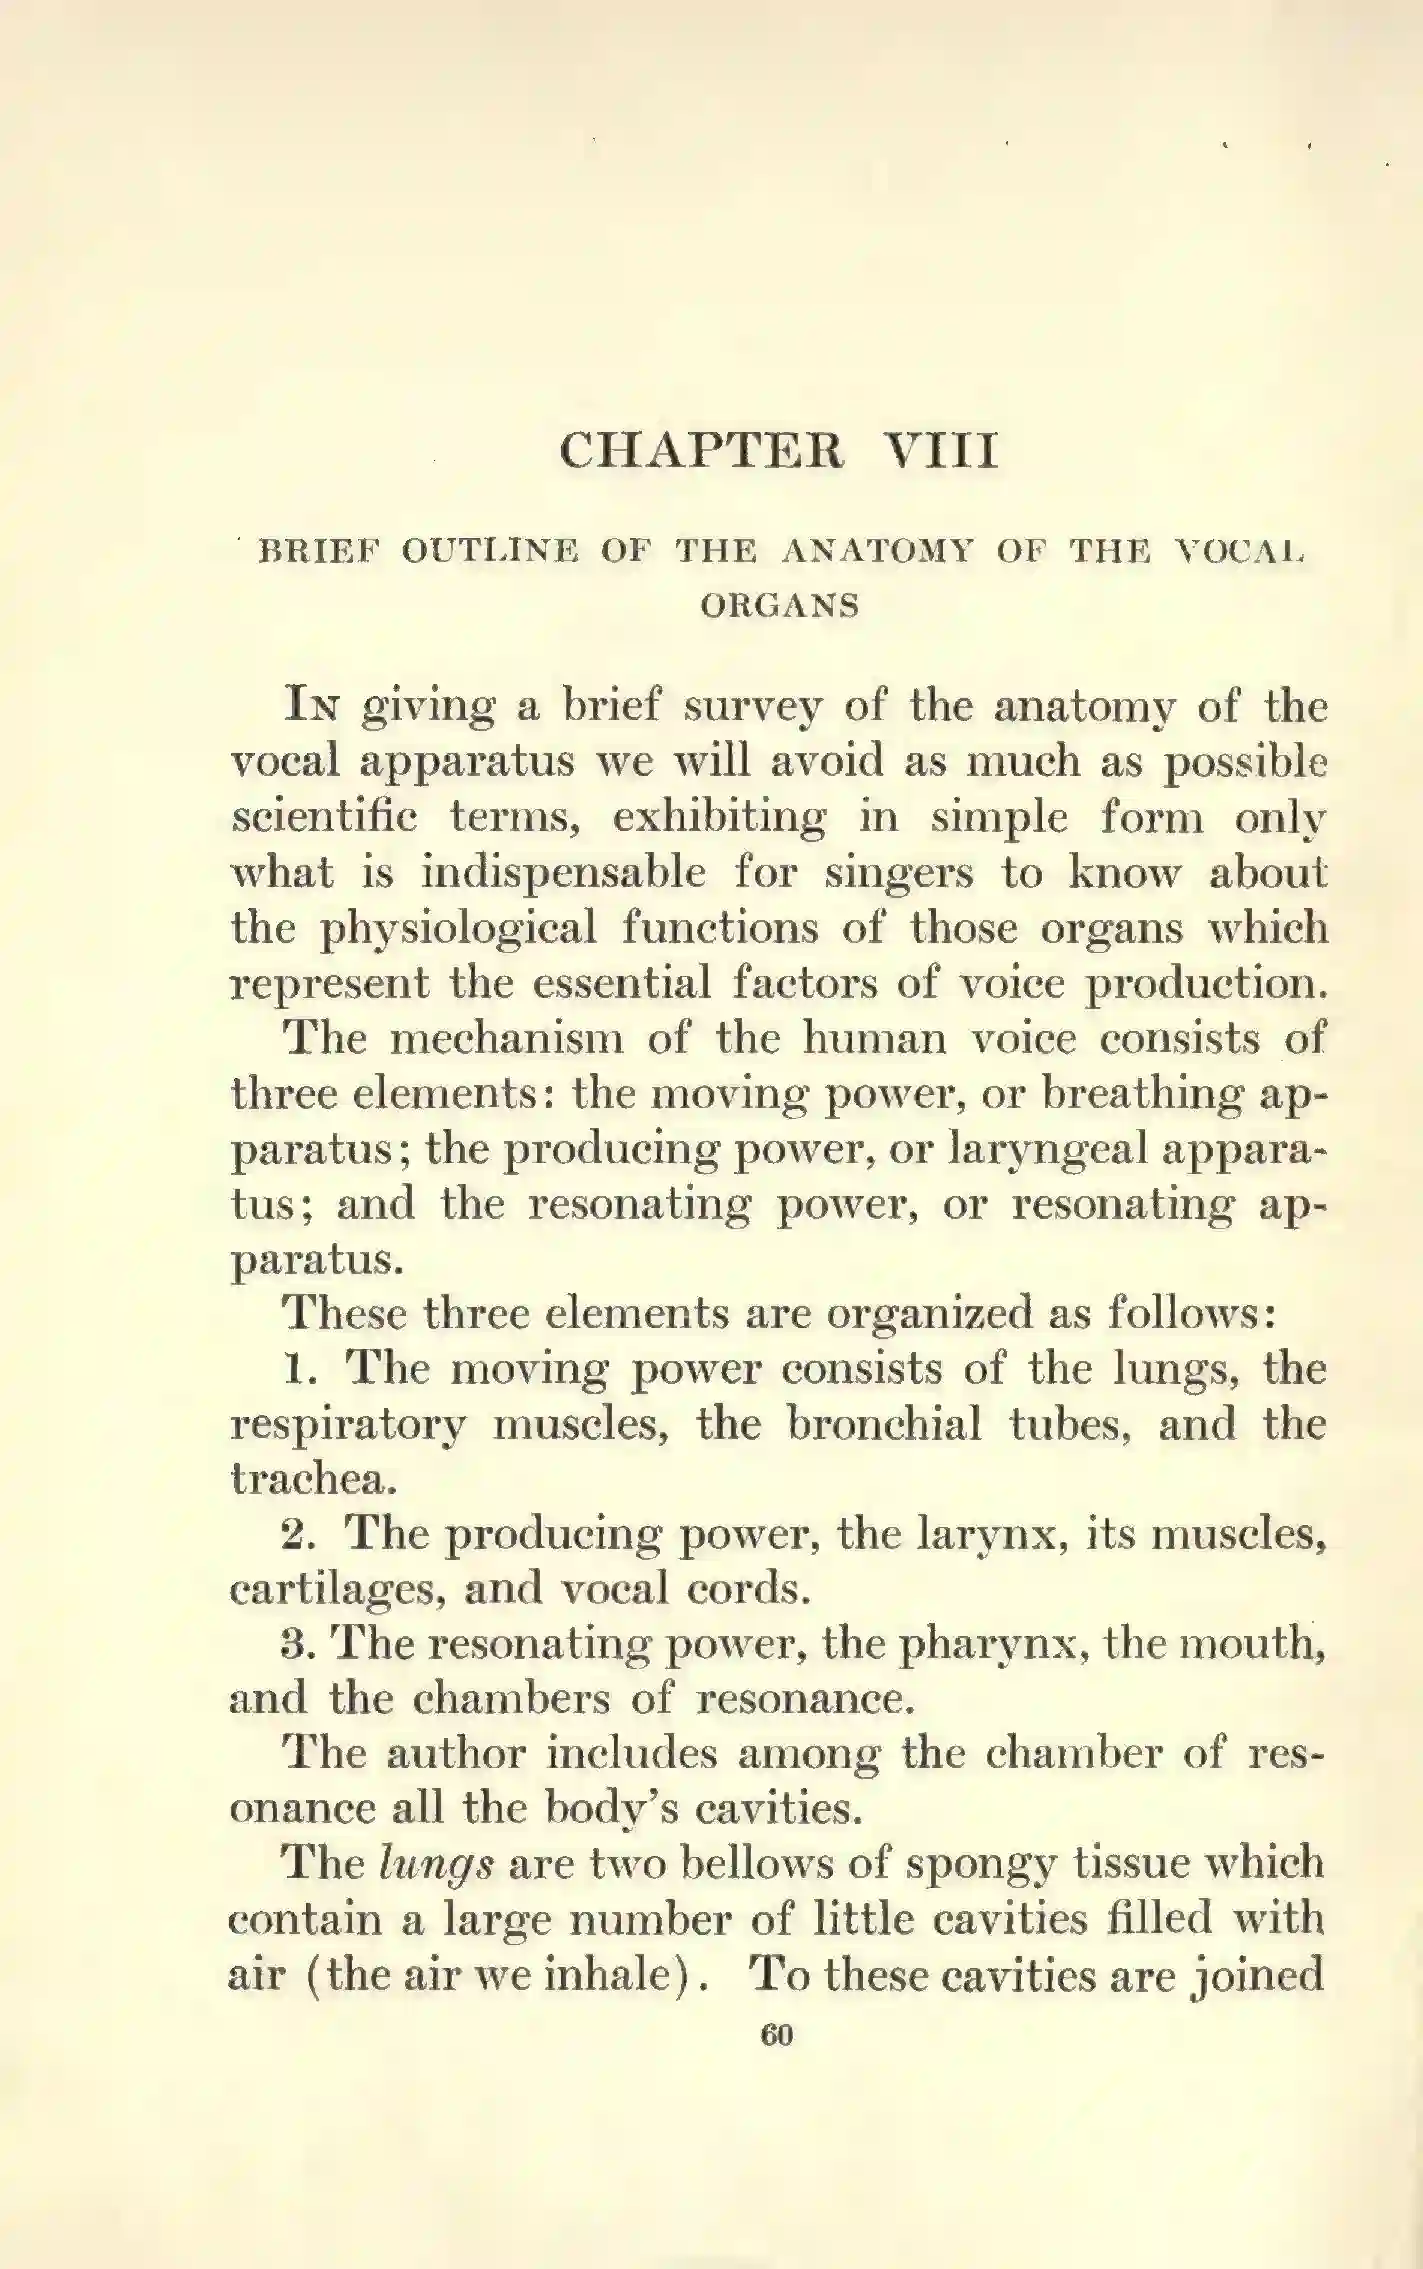 CHAPTER VIII
BRIEF OUTLINE OF THE ANATOMY OF THE VOCAL
ORGANS
In giving a brief survey of the anatomy of the
vocal apparatus we will avoid as much as possible
scientific terms, exhibiting in simple form only
what is indispensable for singers to know about
the physiological functions of those organs which
represent the essential factors of voice production.
The mechanism of the human voice consists of
three elements: the moving power, or breathing ap-
paratus; the producing power, or laryngeal appara-
tus; and the resonating power, or resonating ap-
paratus.
These three elements are organized as follows:
1. The moving power consists of the lungs, the
respiratory muscles, the bronchial tubes, and the
trachea.
2. The producing power, the larynx, its muscles,
cartilages, and vocal cords.
3. The resonating power, the pharynx, the mouth,
and the chambers of resonance.
The author includes among the chamber of res-
onance all the body's cavities.
The lungs are two bellows of spongy tissue which
contain a large number of little cavities filled with
air (the air we inhale). To these cavities are joined
60